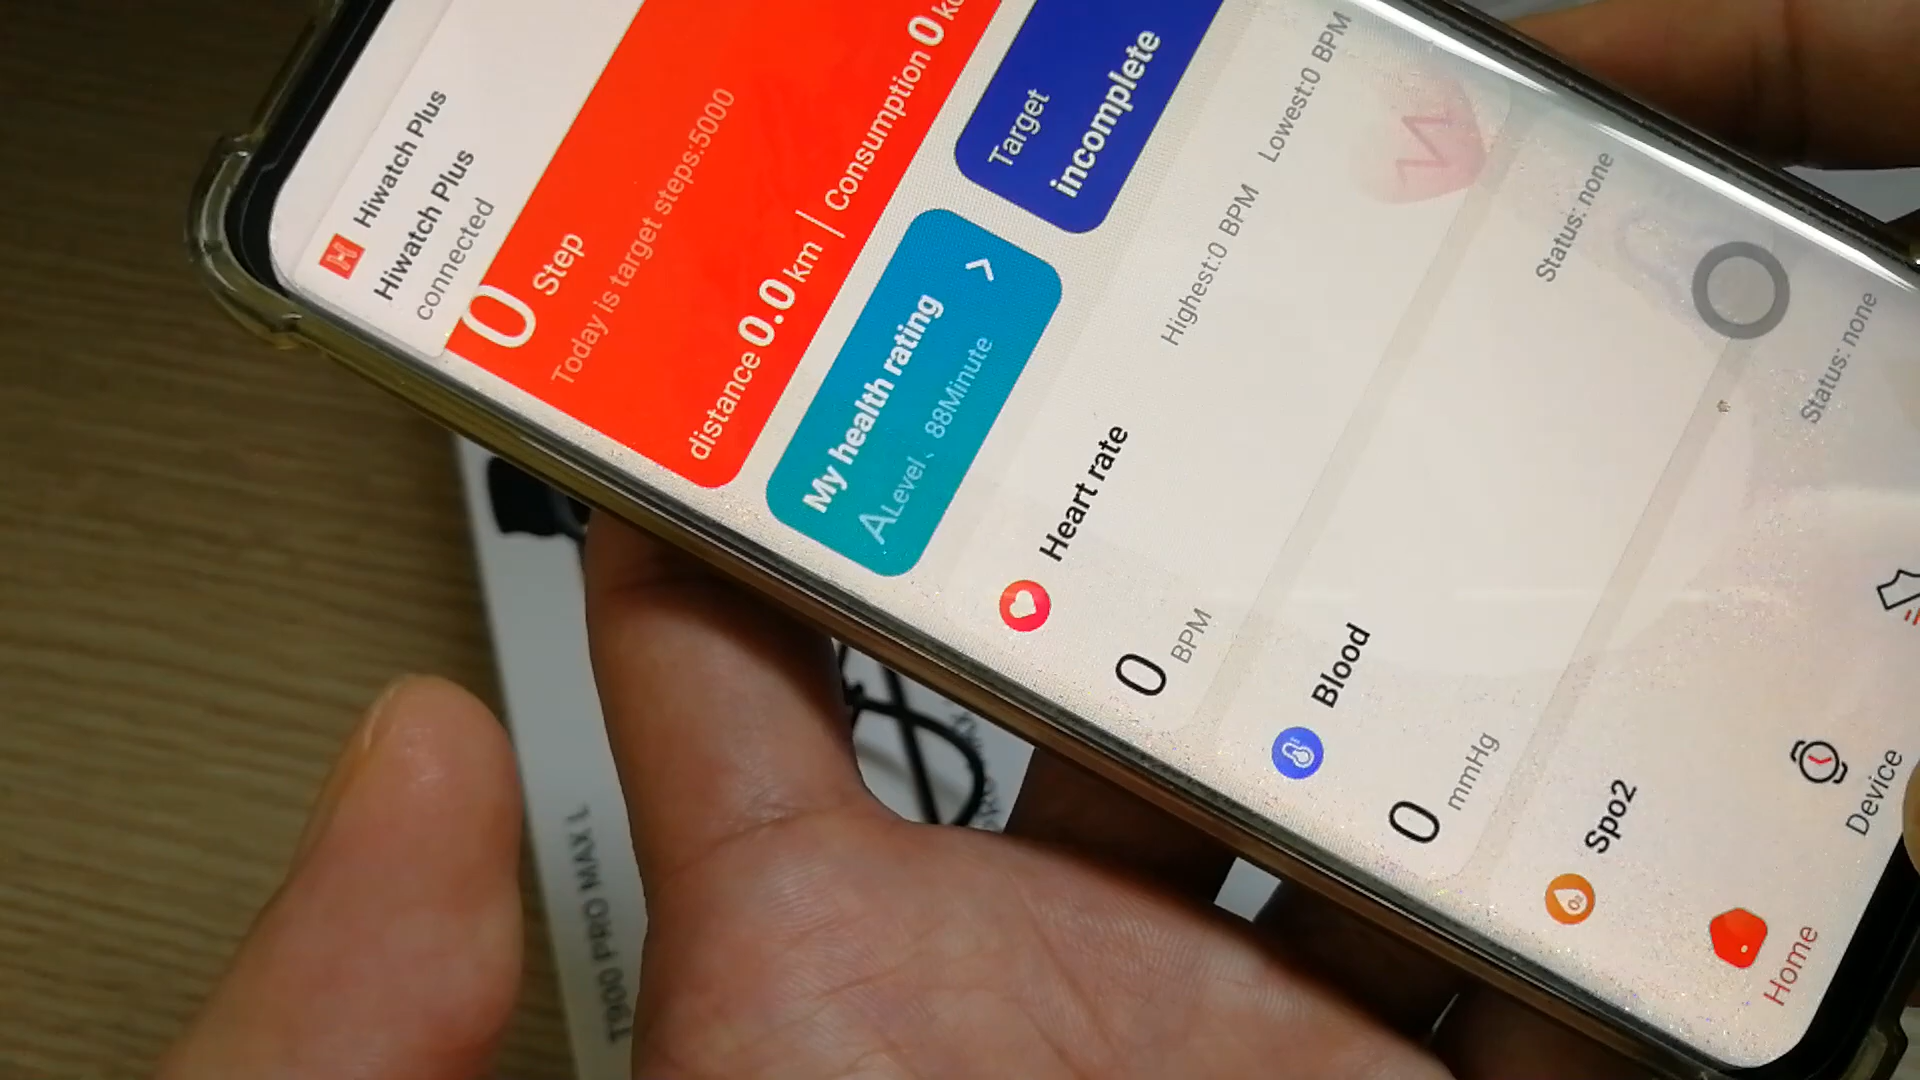 Hiwatch Plus
Hiwatch Plus
connected
0 Step
Today is target steps:5000
distance 0.0 km | Consumption 0
My health rating
ALevel、88Minute
Target
incomplete
Heart rate
0 BPM
Highest:0 BPM Lowest:0 BPM
Blood
0 mmHg
Status: none
Spo2
Status: none
Home
Device
T900 PRO MAX L